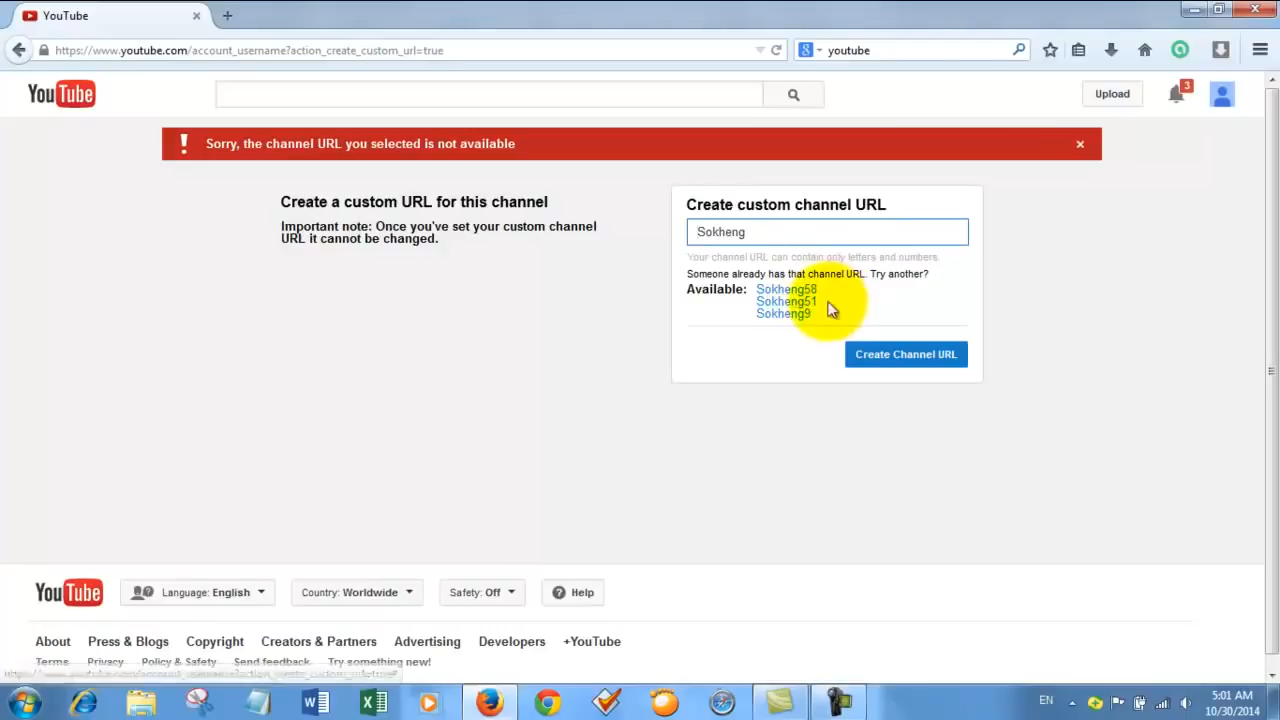 YouTube
https://www.youtube.com/account_username?action_create_custom_url=true
youtube
YouTube
Upload
3
Sorry, the channel URL you selected is not available
Create a custom URL for this channel
Important note: Once you've set your custom channel
URL it cannot be changed.
Create custom channel URL
Sokheng
Your channel URL can contain only letters and numbers.
Someone already has that channel URL. Try another?
Available: Sokheng58
Sokheng51
Sokheng9
Create Channel URL
YouTube
Language: English
Country: Worldwide
Safety: Off
Help
About Press & Blogs Copyright Creators & Partners Advertising Developers +YouTube
Terms Privacy Policy & Safety Send feedback Try something new!
EN
5:01 AM
10/30/2014